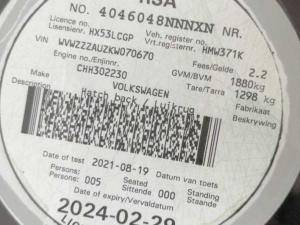 RSA
NO. 4046048NNNXN NR.
Licence no./ Veh. register no./
Lisensienr. HX53LCGP Vrt.registernr. HMW371K
VIN WVWZZZAUZKW070670 Fees/Gelde 2.2
Engine no./Enjinnr. GVM/BVM 1880kg
CHH302230 Tare/Tarra 1298 kg
Make VOLKSWAGEN Fabrikaat
Description Hatch back / Luikrug Beskrywing
Date of test 2021-08-19 Datum van toets
Persons: Seated Standing
Persone: 005 Sittende 000 Staande
Date of expiry/Vervaldatum
2024-02-29